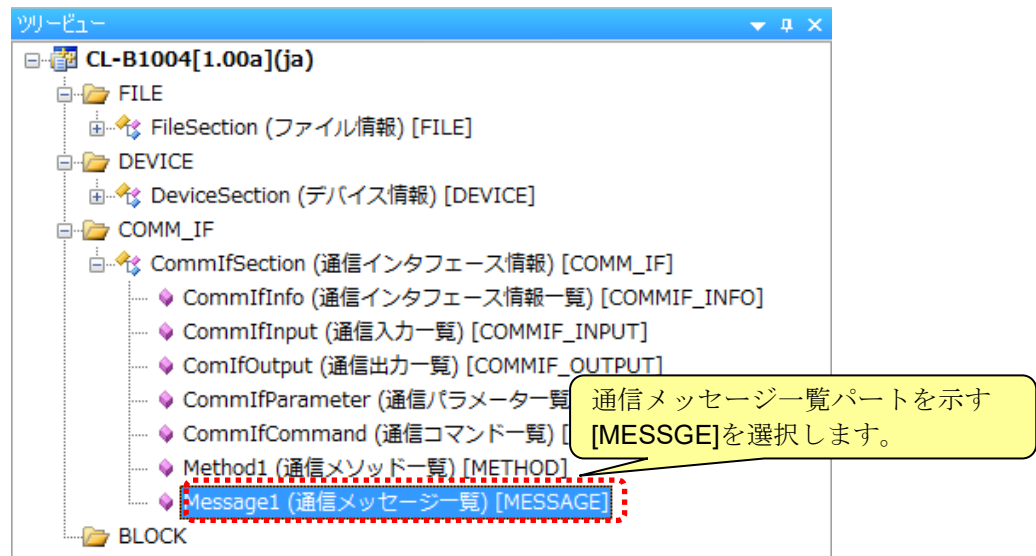 ツリービュー
CL-B1004[1.00a](ja)
FILE
FileSection (ファイル情報) [FILE]
DEVICE
DeviceSection (デバイス情報) [DEVICE]
COMM_IF
CommIfSection (通信インタフェース情報) [COMM_IF]
CommIfInfo (通信インタフェース情報一覧) [COMMIF_INFO]
CommIfInput (通信入力一覧) [COMMIF_INPUT]
ComIfOutput (通信出力一覧) [COMMIF_OUTPUT]
CommIfParameter (通信パラメータ一覧
CommIfCommand (通信コマンド一覧) [
Method1 (通信メソッド一覧) [METHOD]
Message1 (通信メッセージ一覧) [MESSAGE]
BLOCK
通信メッセージ一覧パートを示す
[MESSGE]を選択します。